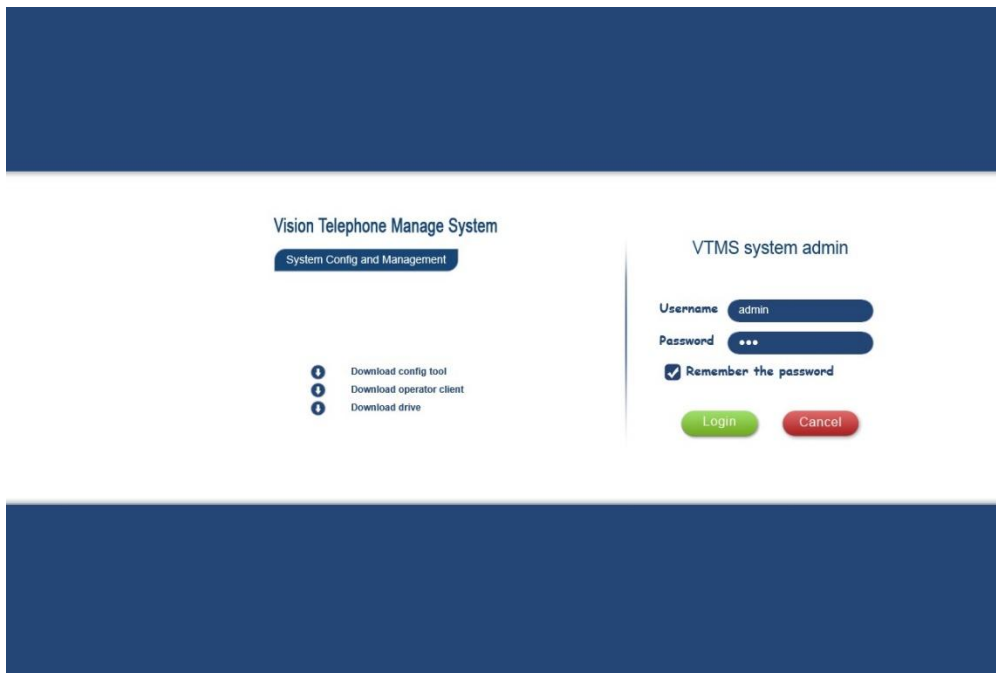 Vision Telephone Manage System
System Config and Management
Download config tool
Download operator client
Download drive
VTMS system admin
Username admin
Password •••
Remember the password
Login Cancel